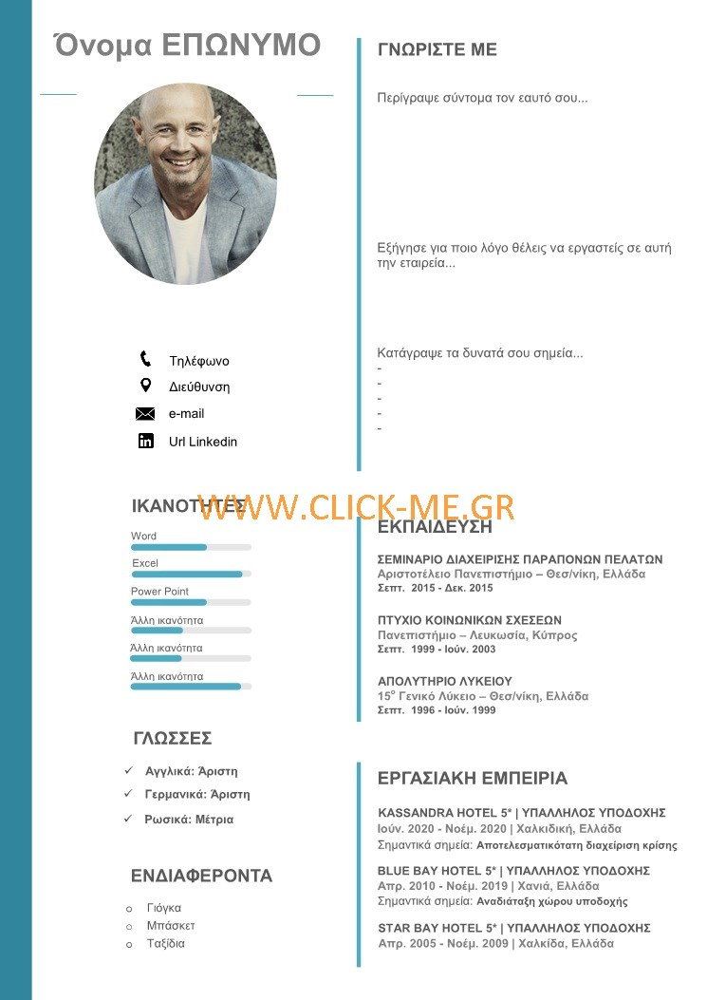 Όνομα ΕΠΩΝΥΜΟ
Τηλέφωνο
Διεύθυνση
e-mail
Url Linkedin
ΙΚΑΝΟΤΗΤΕΣ
WWW.CLICK-ME.GR
Word
Excel
Power Point
Άλλη ικανότητα
Άλλη ικανότητα
Άλλη ικανότητα
ΓΛΩΣΣΕΣ
Αγγλικά: Άριστη
Γερμανικά: Άριστη
Ρωσικά: Μέτρια
ΕΝΔΙΑΦΕΡΟΝΤΑ
Γιόγκα
Μπάσκετ
Ταξίδια
ΓΝΩΡΙΣΤΕ ΜΕ
Περίγραψε σύντομα τον εαυτό σου...
Εξήγησε για ποιο λόγο θέλεις να εργαστείς σε αυτή
την εταιρεία...
Κατάγραψε τα δυνατά σου σημεία...
-
-
-
-
-
ΕΚΠΑΙΔΕΥΣΗ
ΣΕΜΙΝΑΡΙΟ ΔΙΑΧΕΙΡΙΣΗΣ ΠΑΡΑΠΟΝΩΝ ΠΕΛΑΤΩΝ
Αριστοτέλειο Πανεπιστήμιο – Θεσ/νίκη, Ελλάδα
Σεπτ. 2015 - Δεκ. 2015
ΠΤΥΧΙΟ ΚΟΙΝΩΝΙΚΩΝ ΣΧΕΣΕΩΝ
Πανεπιστήμιο – Λευκωσία, Κύπρος
Σεπτ. 1999 - Ιούν. 2003
ΑΠΟΛΥΤΗΡΙΟ ΛΥΚΕΙΟΥ
15ο Γενικό Λύκειο – Θεσ/νίκη, Ελλάδα
Σεπτ. 1996 - Ιούν. 1999
ΕΡΓΑΣΙΑΚΗ ΕΜΠΕΙΡΙΑ
KASSANDRA HOTEL 5* | ΥΠΑΛΛΗΛΟΣ ΥΠΟΔΟΧΗΣ
Ιούν. 2020 - Νοέμ. 2020 | Χαλκιδική, Ελλάδα
Σημαντικά σημεία: Αποτελεσματικότατη διαχείριση κρίσης
BLUE BAY HOTEL 5* | ΥΠΑΛΛΗΛΟΣ ΥΠΟΔΟΧΗΣ
Απρ. 2010 - Νοέμ. 2019 | Χανιά, Ελλάδα
Σημαντικά σημεία: Αναδιάταξη χώρου υποδοχής
STAR BAY HOTEL 5* | ΥΠΑΛΛΗΛΟΣ ΥΠΟΔΟΧΗΣ
Απρ. 2005 - Νοέμ. 2009 | Χαλκίδα, Ελλάδα